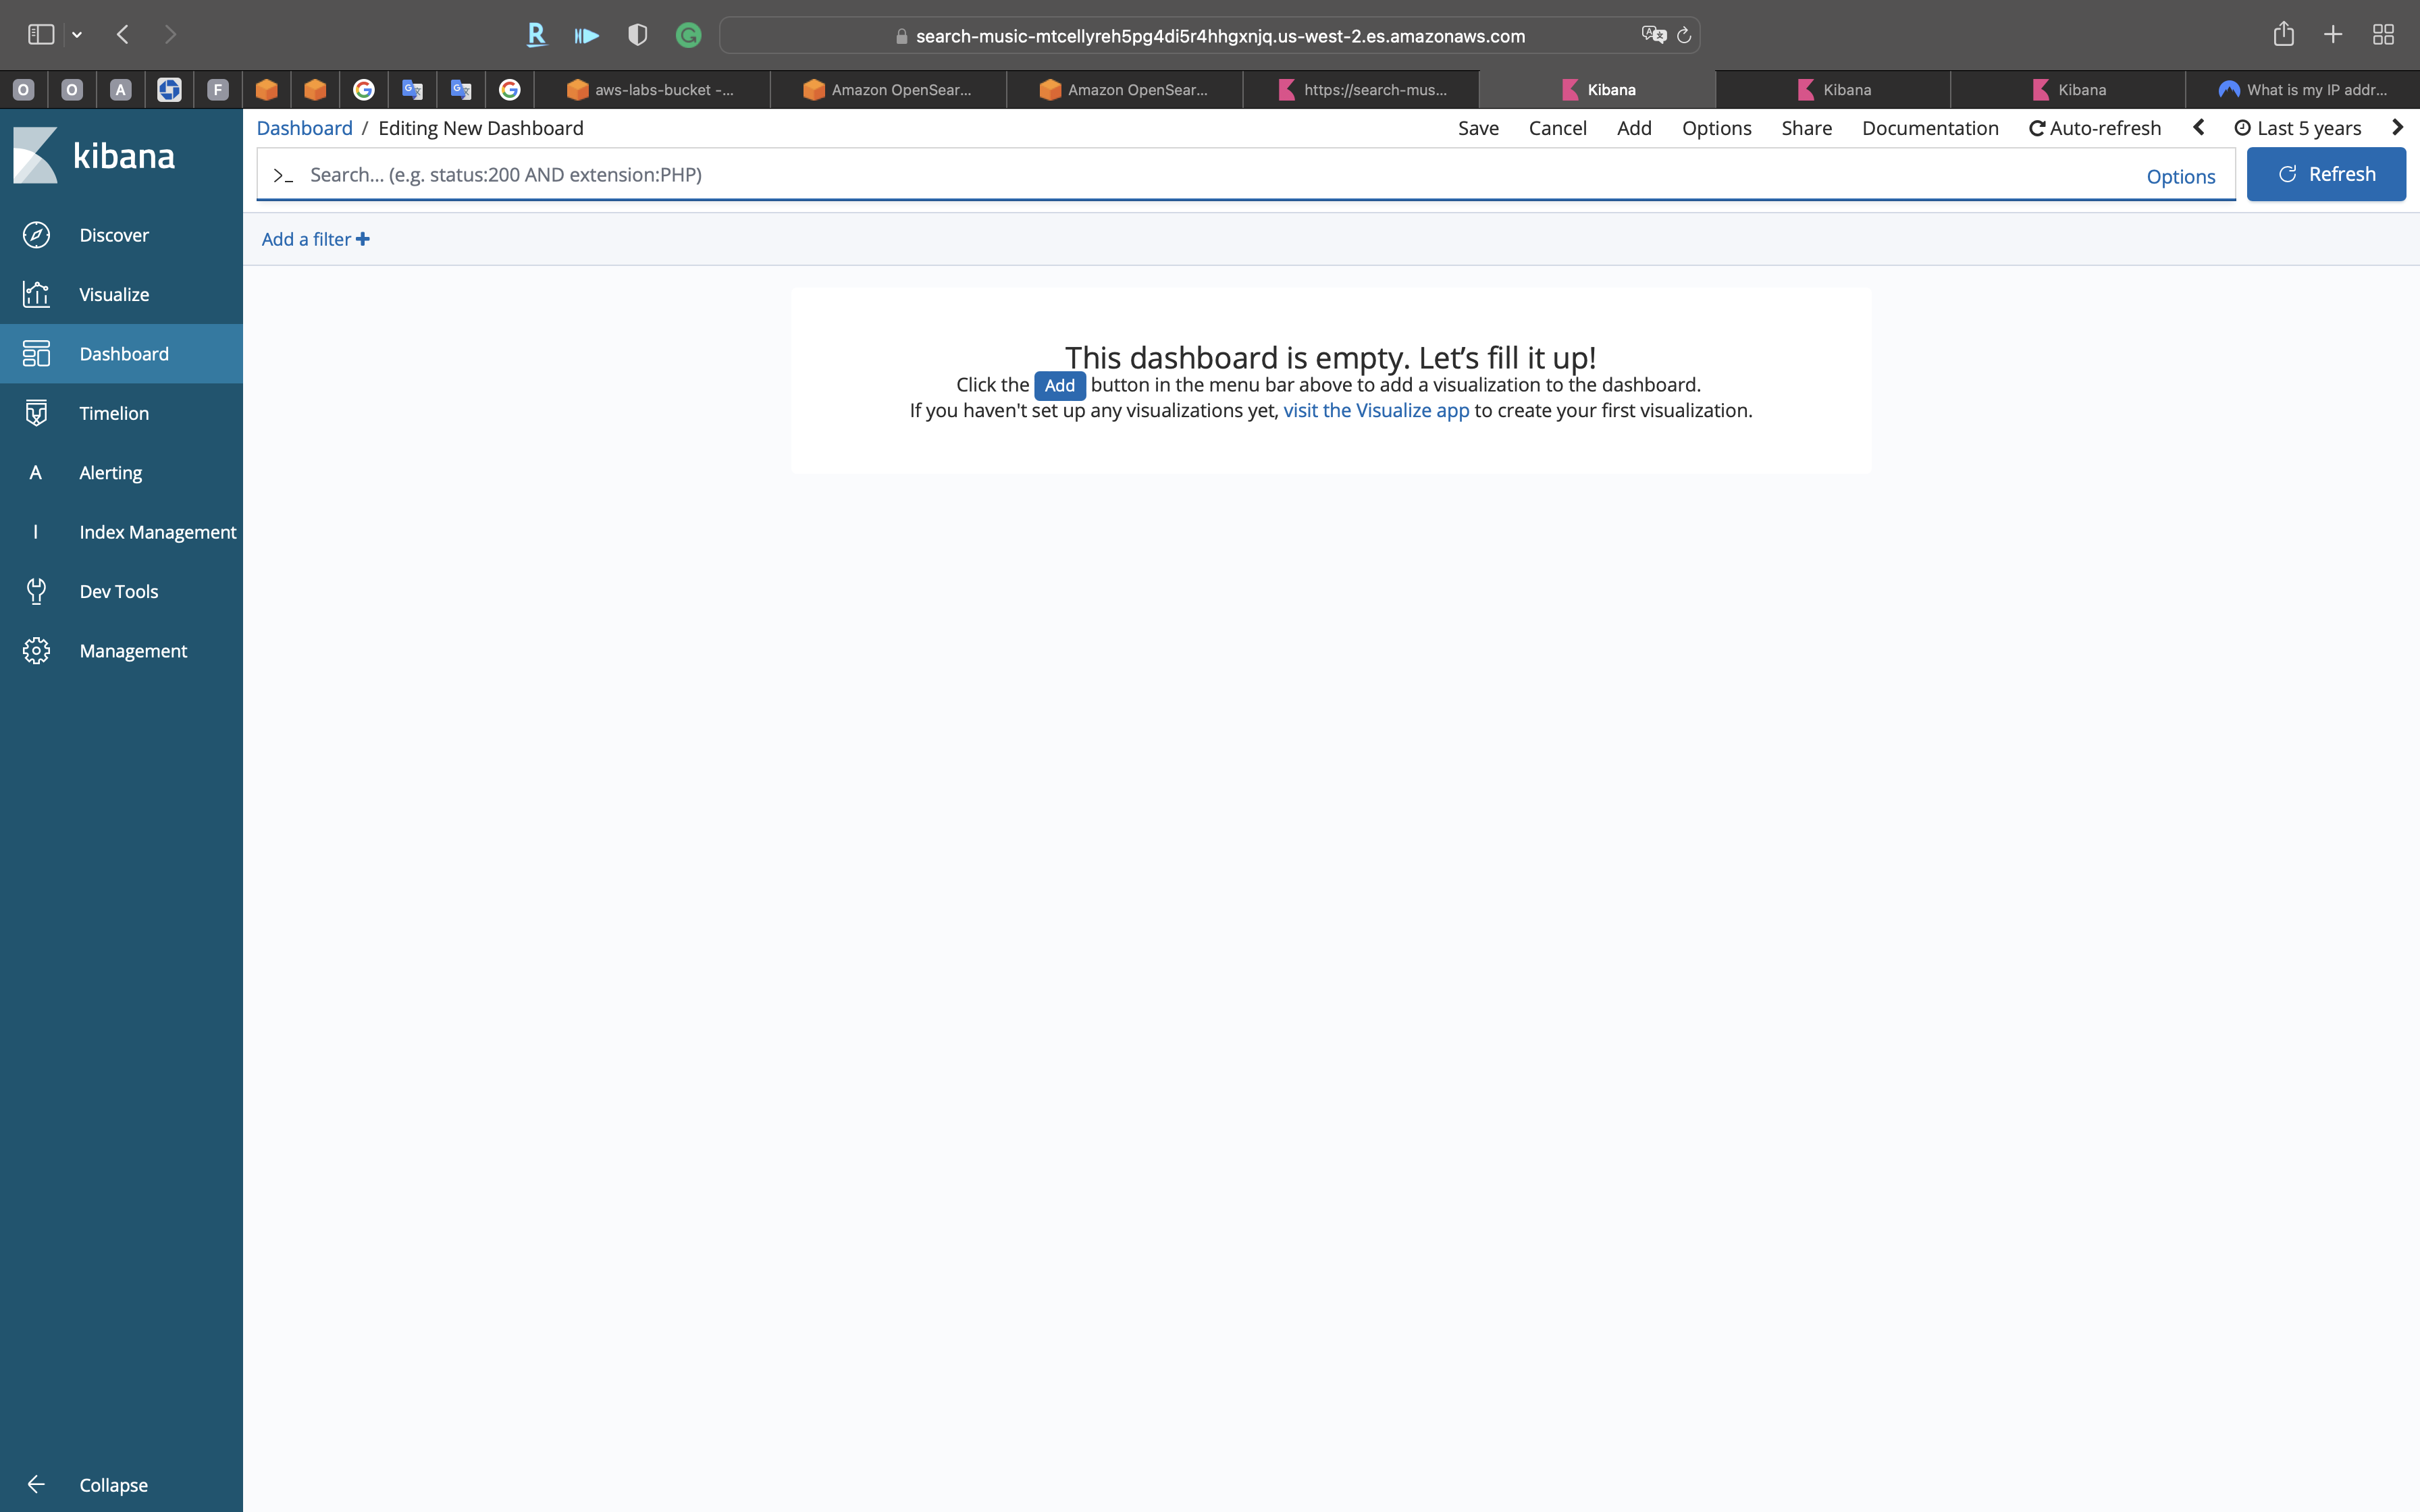 search-music-mtcellyreh5pg4di5r4hhgxnjq.us-west-2.es.amazonaws.com
O O A F aws-labs-bucket -... Amazon OpenSear... Amazon OpenSear... https://search-mus... Kibana Kibana Kibana What is my IP addr...
kibana
Discover
Visualize
Dashboard
Timelion
A Alerting
I Index Management
Dev Tools
Management
Collapse
Dashboard / Editing New Dashboard Save Cancel Add Options Share Documentation Auto-refresh Last 5 years
>_ Search... (e.g. status:200 AND extension:PHP) Options Refresh
Add a filter +
This dashboard is empty. Let’s fill it up!
Click the Add button in the menu bar above to add a visualization to the dashboard.
If you haven't set up any visualizations yet, visit the Visualize app to create your first visualization.